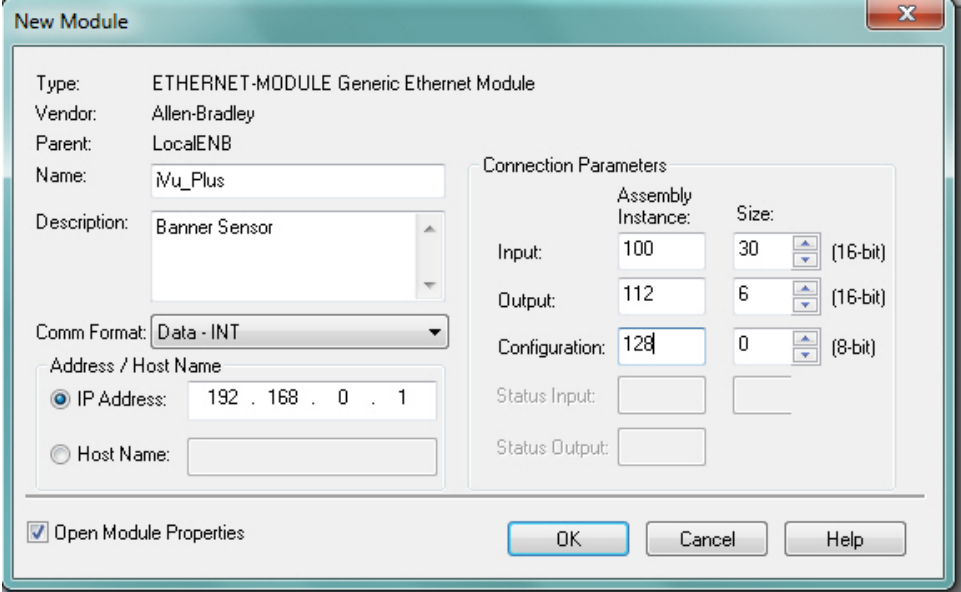 New Module
x
Type: ETHERNET-MODULE Generic Ethernet Module
Vendor: Allen-Bradley
Parent: LocalENB
Name: iVu_Plus
Description: Banner Sensor
Comm Format: Data - INT
Address / Host Name
IP Address: 192 . 168 . 0 . 1
Host Name:
Connection Parameters
Assembly
Instance: Size:
Input: 100 30 (16-bit)
Output: 112 6 (16-bit)
Configuration: 128 0 (8-bit)
Status Input:
Status Output:
Open Module Properties
OK Cancel Help